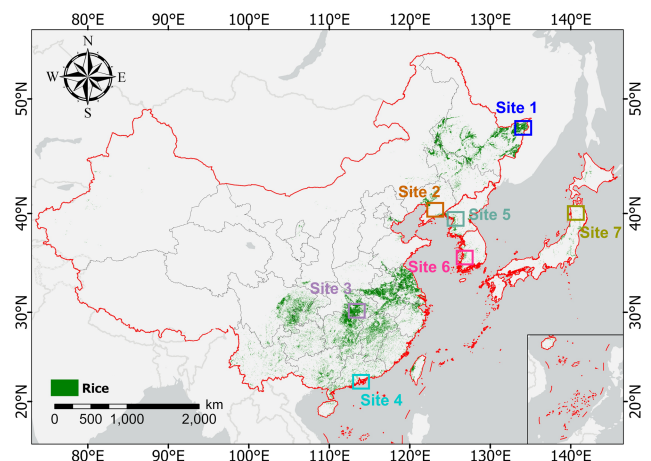 80°E 90°E 100°E 110°E 120°E 130°E 140°E
N
W E
S
50°N 50°N
Site 1
Site 2
40°N 40°N
Site 5
Site 7
Site 6
Site 3
30°N 30°N
Rice
km
0 500 1,000 2,000
Site 4
20°N 20°N
80°E 90°E 100°E 110°E 120°E 130°E 140°E